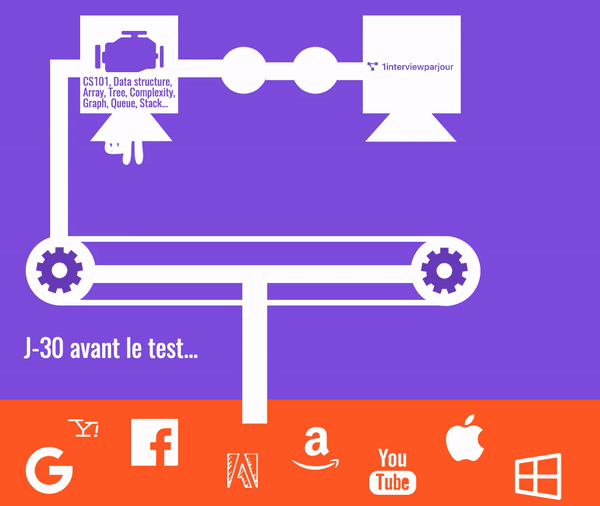 CS101, Data structure,
Array, Tree, Complexity,
Graph, Queue, Stack...
1interviewparjour
J-30 avant le test...
Y!
G
f
a
You
Tube